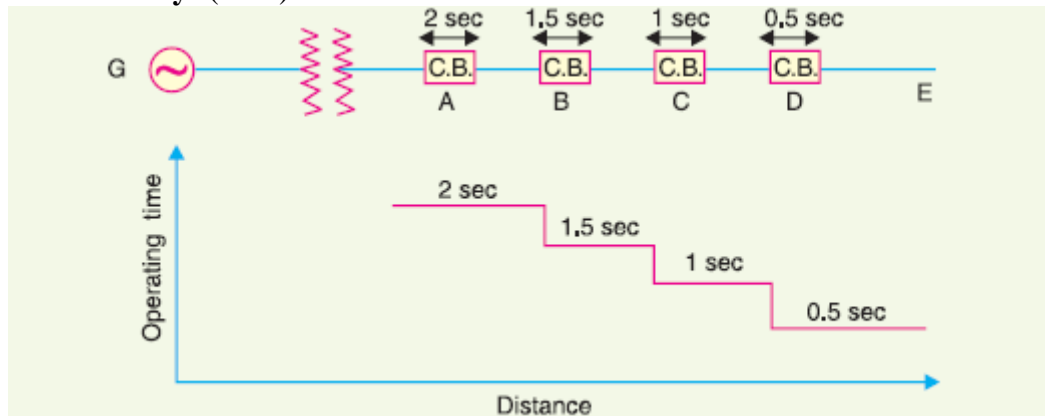 2 sec 1.5 sec 1 sec 0.5 sec
G C.B. C.B. C.B. C.B.
A B C D E
2 sec
1.5 sec
1 sec
0.5 sec
Operating time
Distance